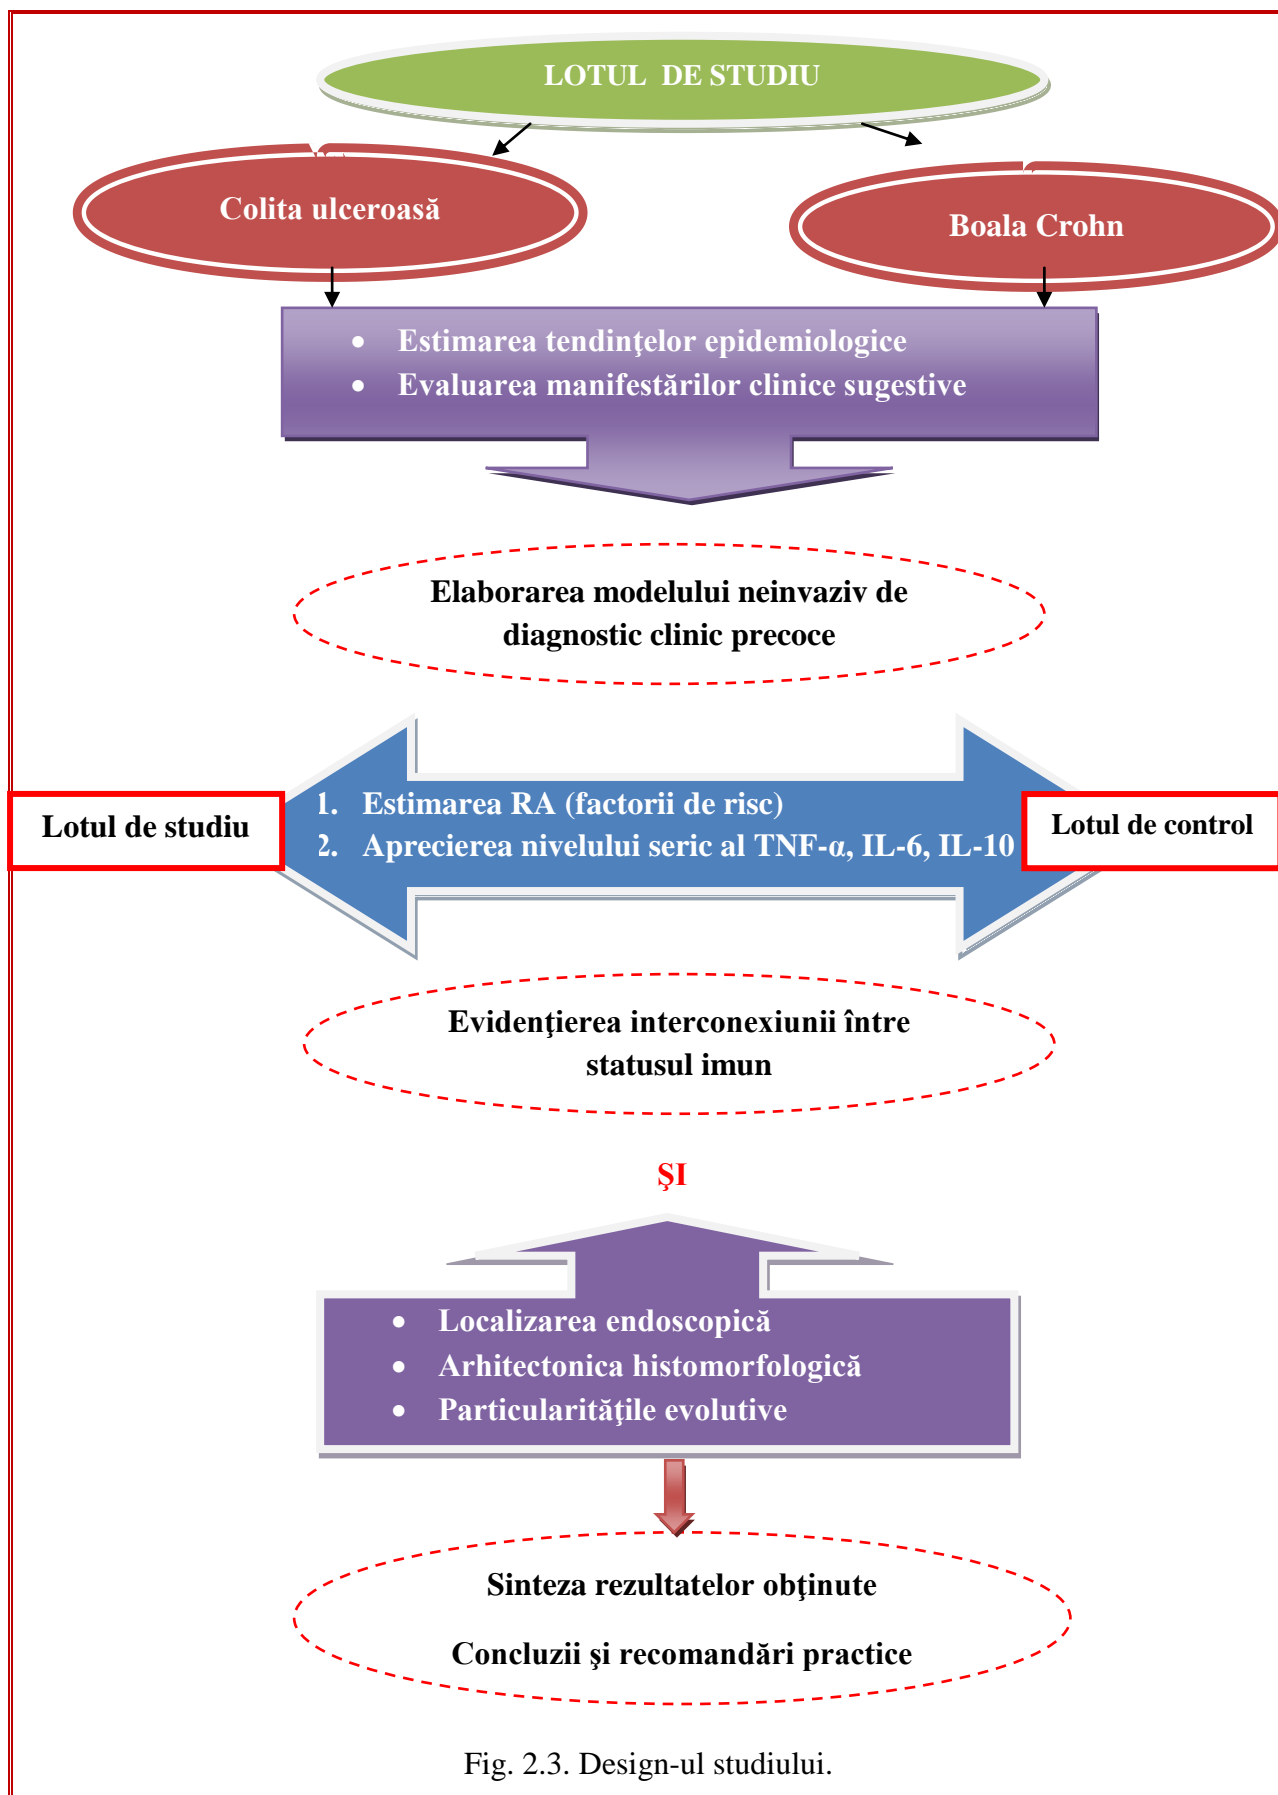 LOTUL DE STUDIU
Colita ulceroasă
Boala Crohn
• Estimarea tendinţelor epidemiologice
• Evaluarea manifestărilor clinice sugestive
Elaborarea modelului neinvaziv de
diagnostic clinic precoce
Lotul de studiu
1. Estimarea RA (factorii de risc)
2. Aprecierea nivelului seric al TNF-α, IL-6, IL-10
Lotul de control
Evidenţierea interconexiunii între
statusul imun
ŞI
• Localizarea endoscopică
• Arhitectonica histomorfologică
• Particularităţile evolutive
Sinteza rezultatelor obţinute
Concluzii şi recomandări practice
Fig. 2.3. Design-ul studiului.